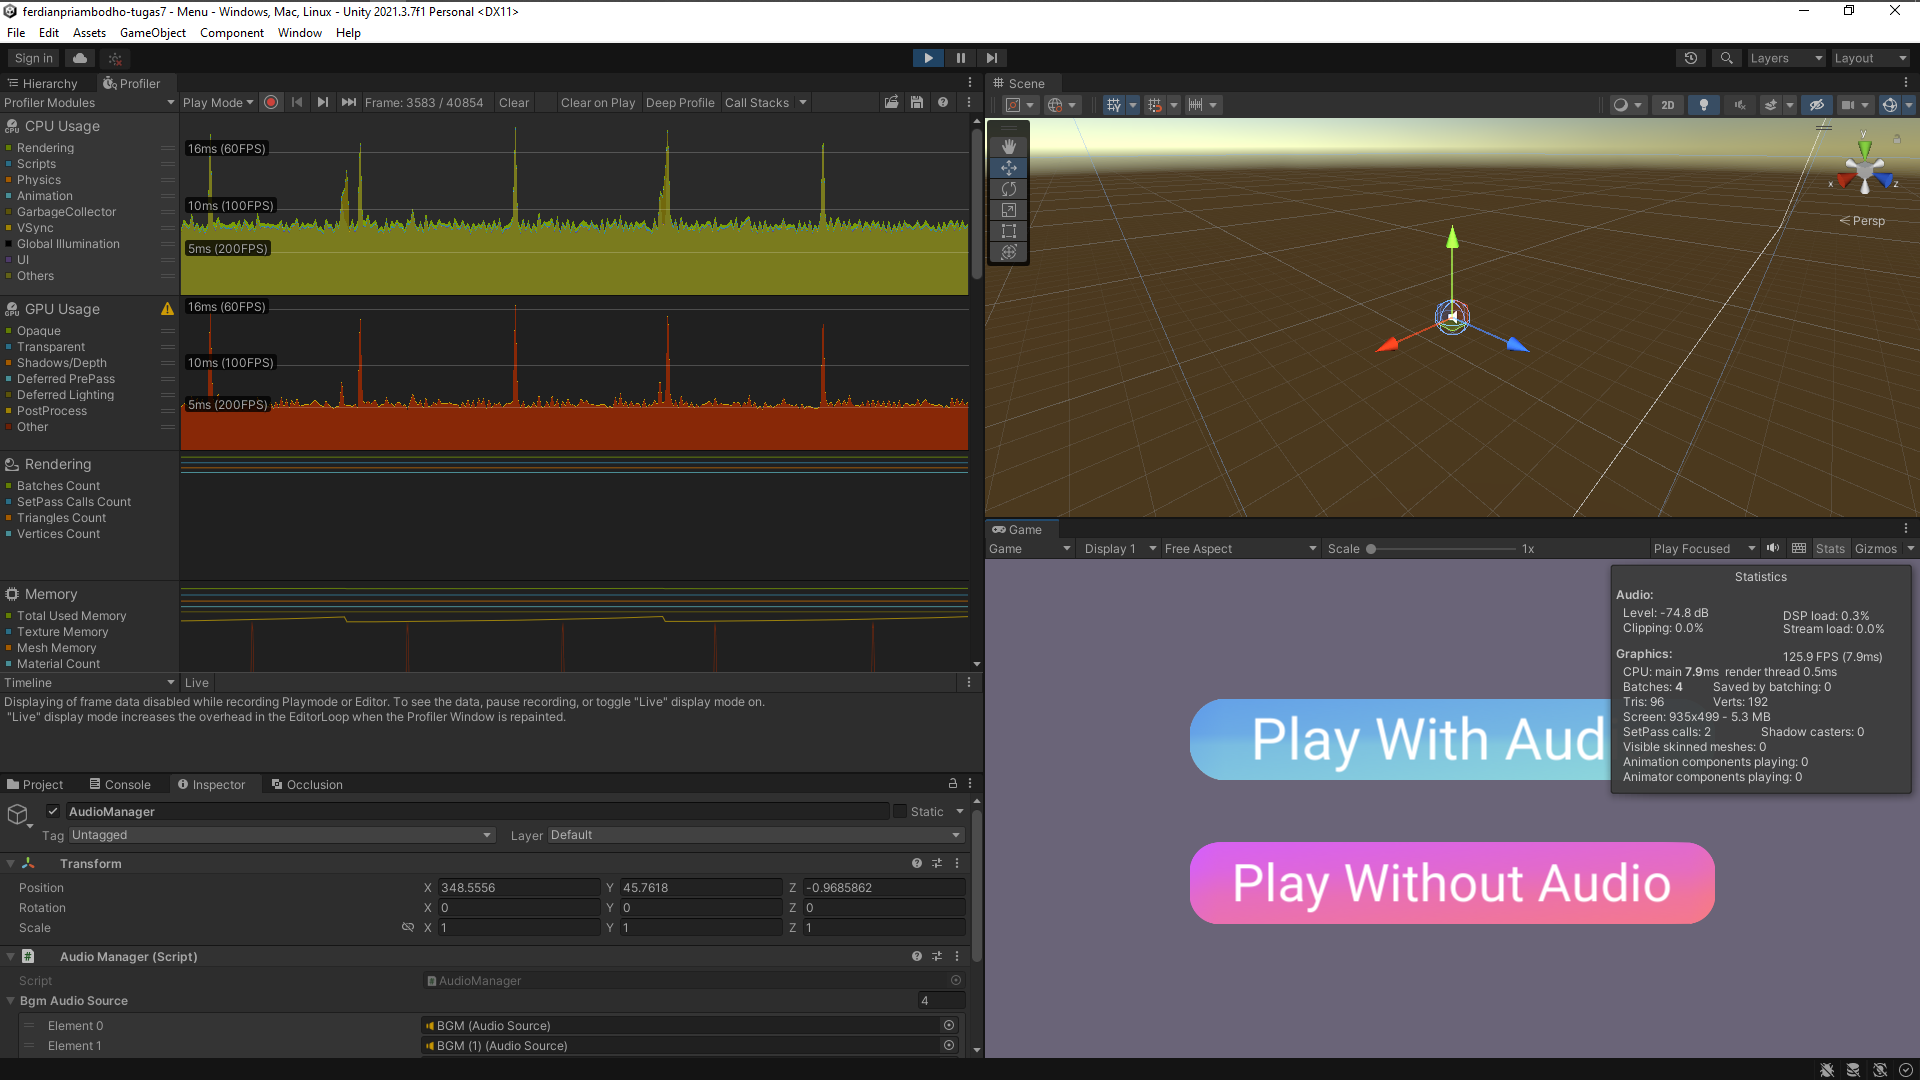 ferdianpriambodho-tugas7 - Menu - Windows, Mac, Linux - Unity 2021.3.7f1 Personal <DX11>
File Edit Assets GameObject Component Window Help
Sign in
Layers
Layout
Hierarchy
Profiler
Profiler Modules
Play Mode
Frame: 3583 / 40854
Clear
Clear on Play
Deep Profile
Call Stacks
CPU Usage
Rendering
Scripts
Physics
Animation
GarbageCollector
VSync
Global Illumination
UI
Others
16ms (60FPS)
10ms (100FPS)
5ms (200FPS)
GPU Usage
Opaque
Transparent
Shadows/Depth
Deferred PrePass
Deferred Lighting
PostProcess
Other
16ms (60FPS)
10ms (100FPS)
5ms (200FPS)
Rendering
Batches Count
SetPass Calls Count
Triangles Count
Vertices Count
Memory
Total Used Memory
Texture Memory
Mesh Memory
Material Count
Timeline
Live
Displaying of frame data disabled while recording Playmode or Editor. To see the data, pause recording, or toggle "Live" display mode on.
"Live" display mode increases the overhead in the EditorLoop when the Profiler Window is repainted.
Project
Console
Inspector
Occlusion
AudioManager
Static
Tag Untagged
Layer Default
Transform
Position X 348.5556 Y 45.7618 Z -0.9685862
Rotation X 0 Y 0 Z 0
Scale X 1 Y 1 Z 1
Audio Manager (Script)
Script AudioManager
Bgm Audio Source 4
Element 0 BGM (Audio Source)
Element 1 BGM (1) (Audio Source)
Scene
2D
y
x
z
Persp
Game
Game
Display 1
Free Aspect
Scale
1x
Play Focused
Stats
Gizmos
Statistics
Audio:
Level: -74.8 dB DSP load: 0.3%
Clipping: 0.0% Stream load: 0.0%
Graphics: 125.9 FPS (7.9ms)
CPU: main 7.9ms render thread 0.5ms
Batches: 4 Saved by batching: 0
Tris: 96 Verts: 192
Screen: 935x499 - 5.3 MB
SetPass calls: 2 Shadow casters: 0
Visible skinned meshes: 0
Animation components playing: 0
Animator components playing: 0
Play With Aud
Play Without Audio